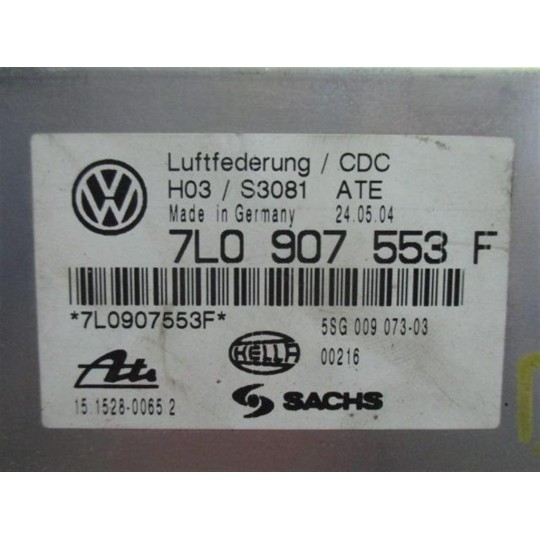 VW
Luftfederung / CDC
H03 / S3081 ATE
Made in Germany 24.05.04
7L0 907 553 F
*7L0907553F*
5SG 009 073-03
HELLA
00216
Ate
15.1528-0065.2
SACHS